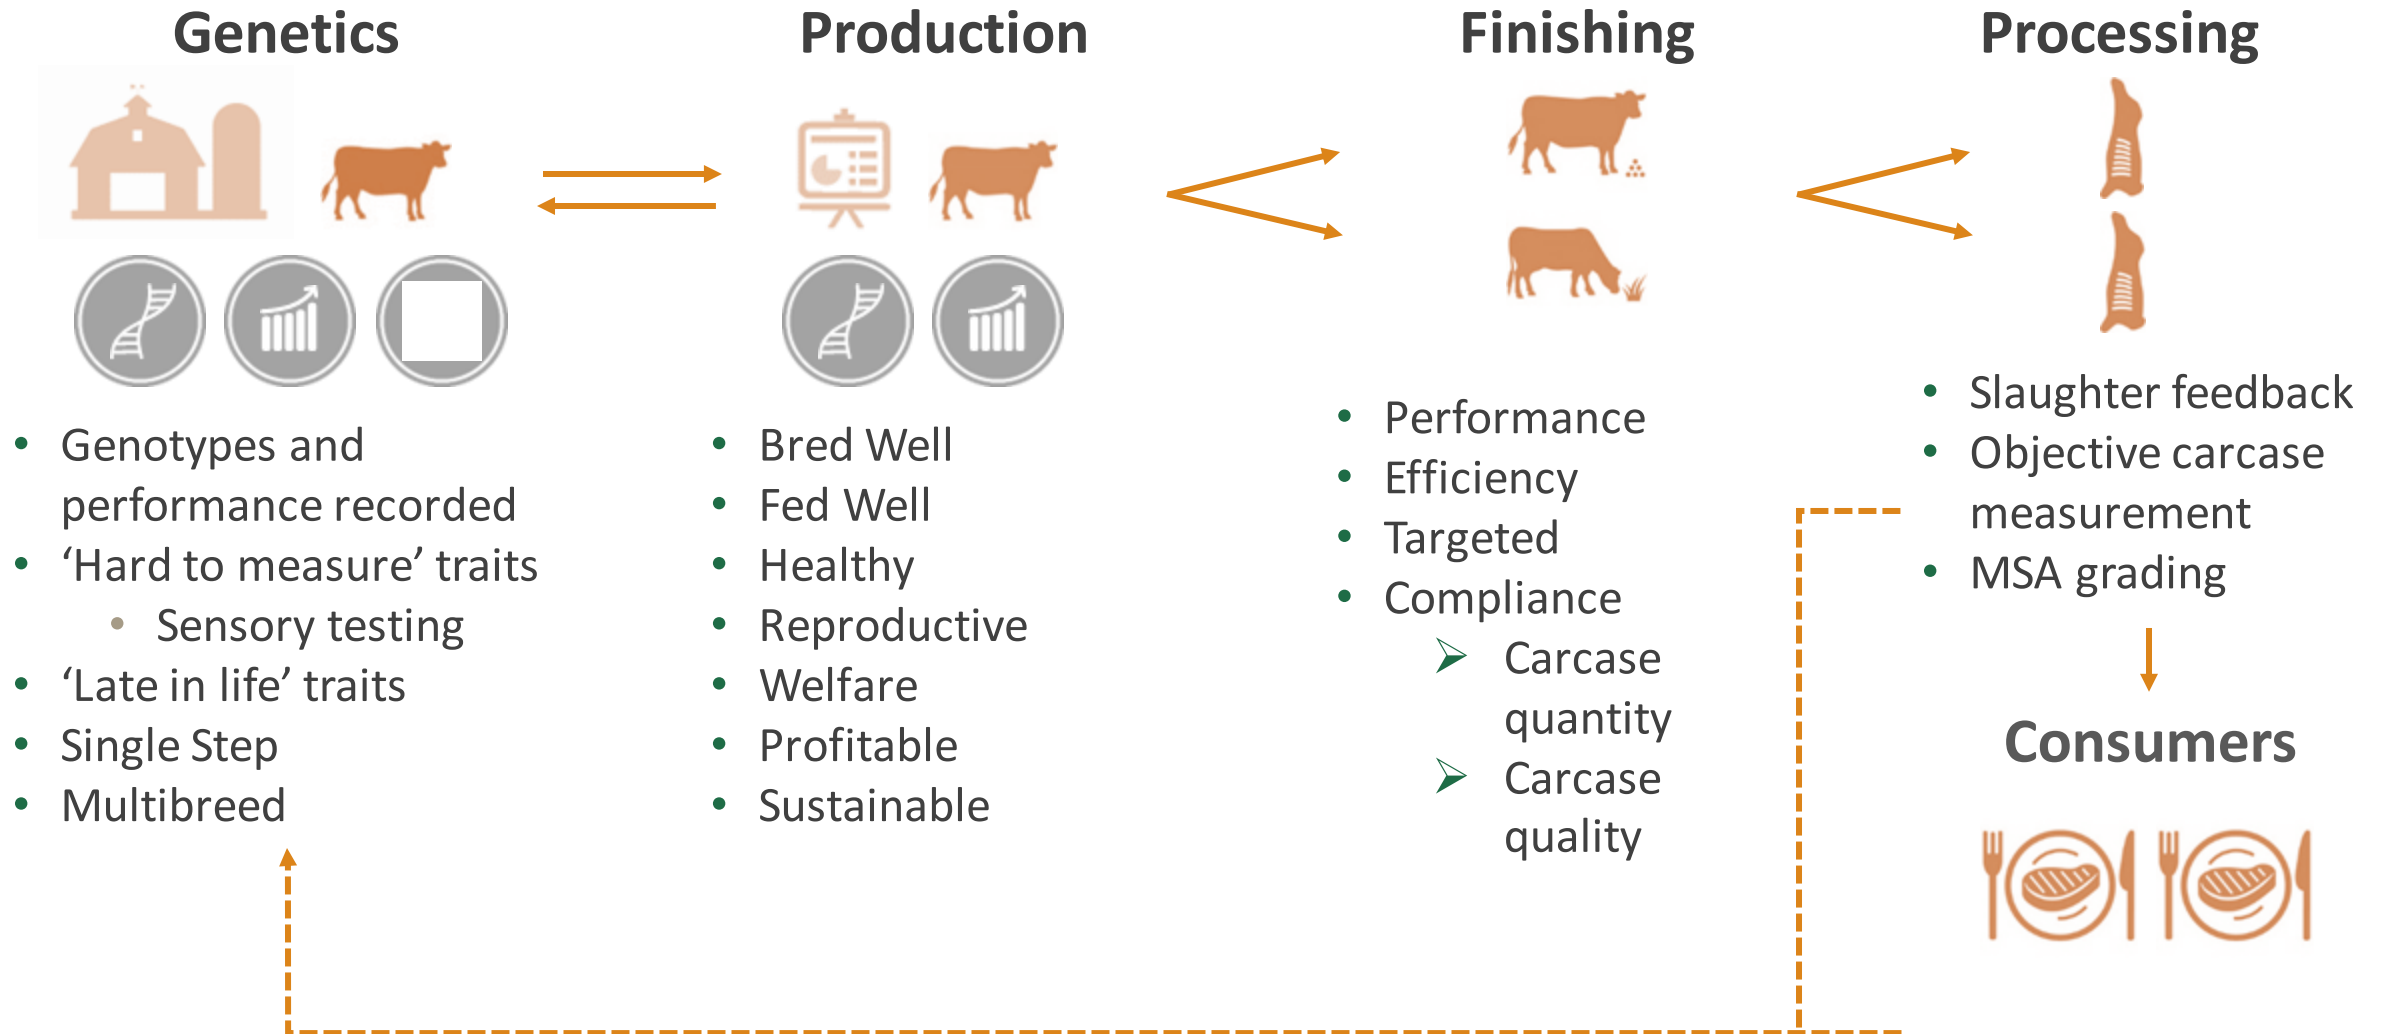 Genetics
Genotypes and
performance recorded
‘Hard to measure’ traits
Sensory testing
‘Late in life’ traits
Single Step
Multibreed
Production
Bred Well
Fed Well
Healthy
Reproductive
Welfare
Profitable
Sustainable
Finishing
Performance
Efficiency
Targeted
Compliance
Carcase
quantity
Carcase
quality
Processing
Slaughter feedback
Objective carcase
measurement
MSA grading
Consumers